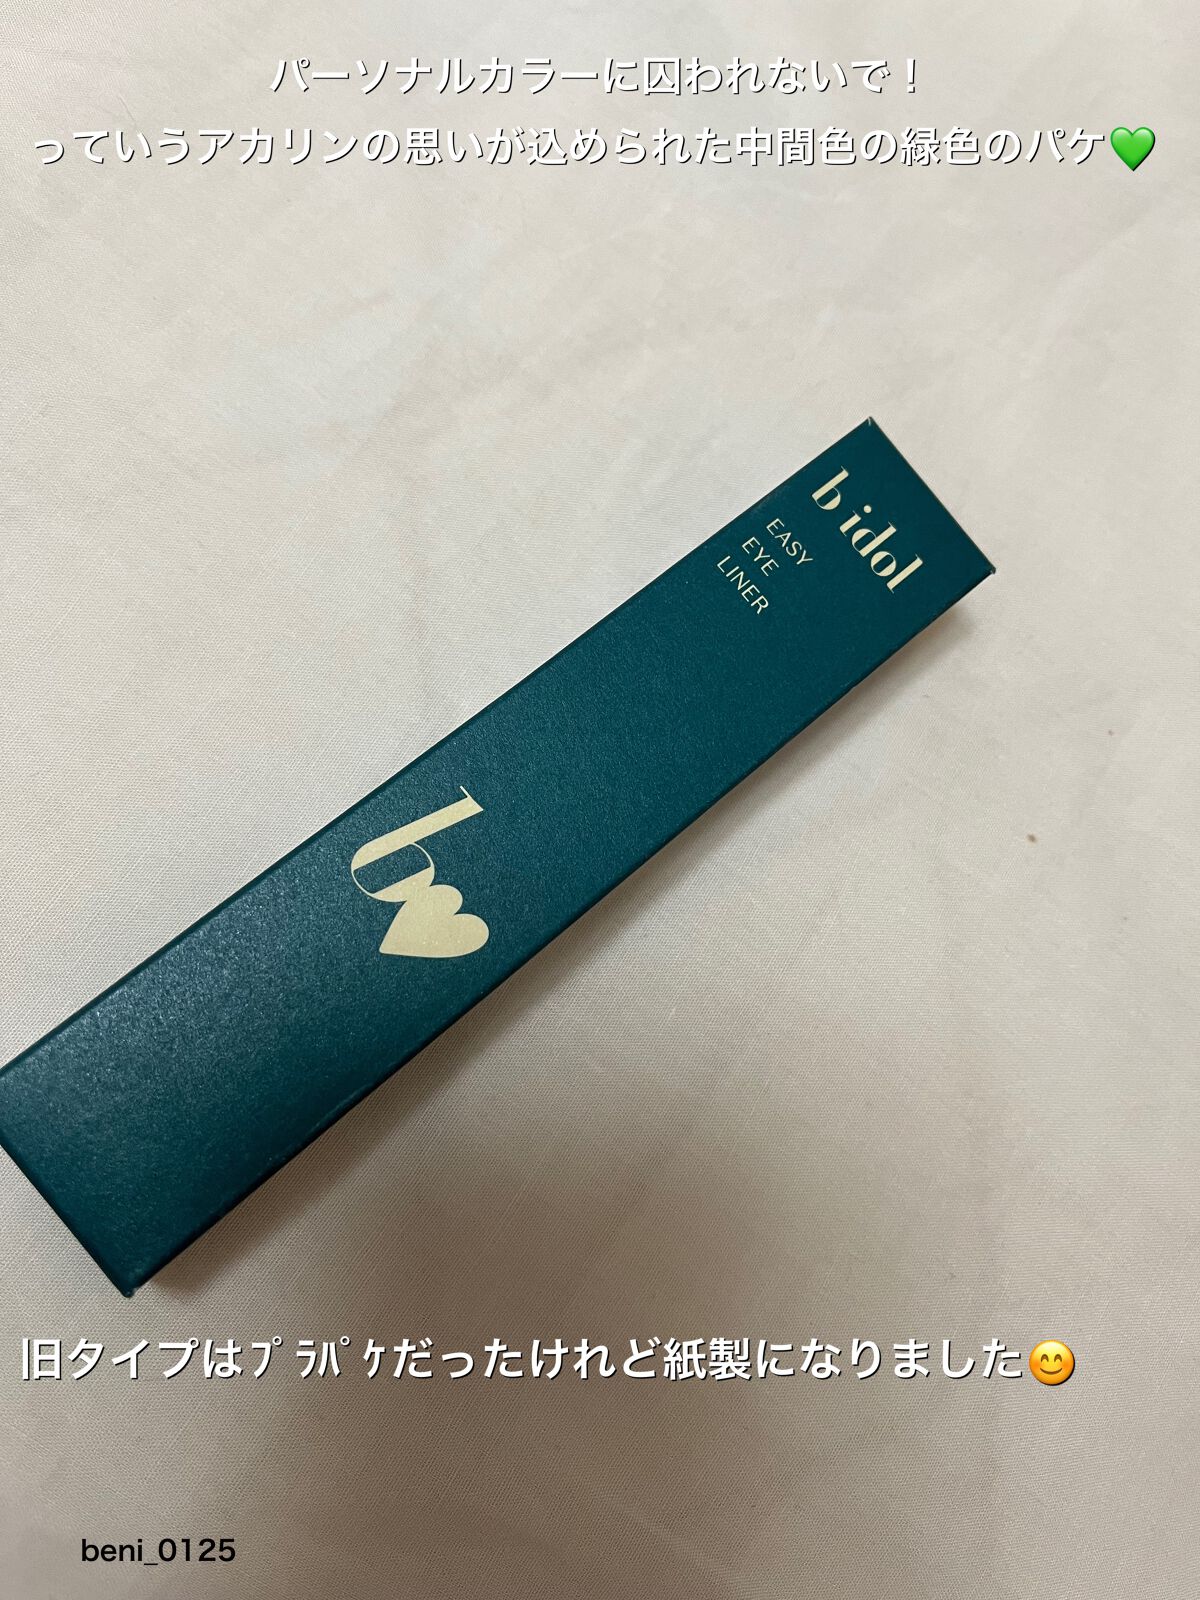 パーソナルカラーに囚われないで！
っていうアカリンの思いが込められた中間色の緑色のパケ💚
b idol
EASY
EYE
LINER
b
旧タイプはﾌﾟﾗﾊﾟｹだったけれど紙製になりました😊
beni_0125